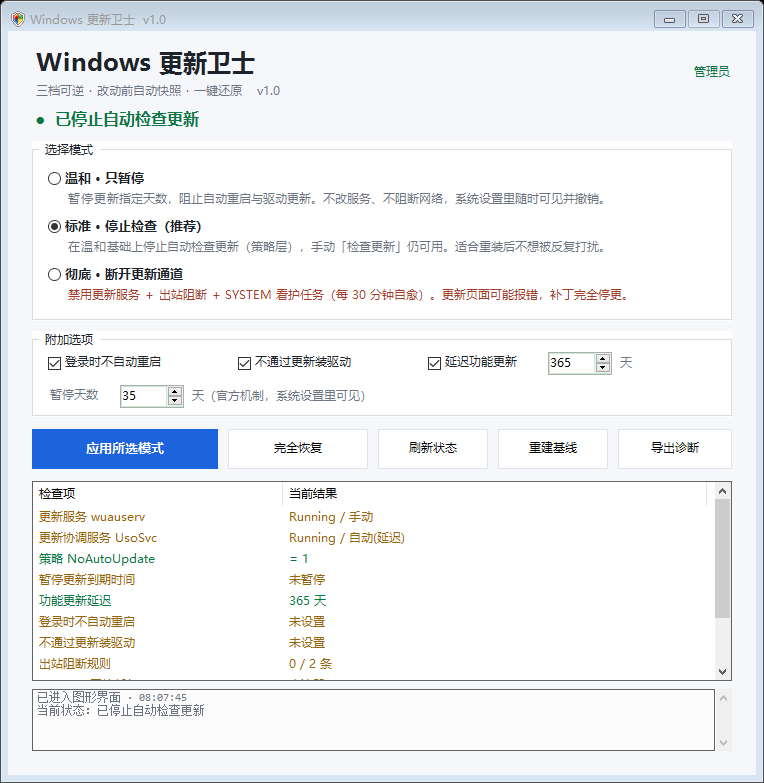 Windows 更新卫士 v1.0
Windows 更新卫士
管理员
三档可逆 · 改动前自动快照 · 一键还原 v1.0
● 已停止自动检查更新
选择模式
温和 • 只暂停
暂停更新指定天数，阻止自动重启与驱动更新。不改服务、不阻断网络，系统设置里随时可见并撤销。
标准 • 停止检查（推荐）
在温和基础上停止自动检查更新（策略层），手动「检查更新」仍可用。适合重装后不想被反复打扰。
彻底 • 断开更新通道
禁用更新服务 + 出站阻断 + SYSTEM 看护任务（每 30 分钟自愈）。更新页面可能报错，补丁完全停更。
附加选项
登录时不自动重启 不通过更新装驱动 延迟功能更新 365 天
暂停天数 35 天（官方机制，系统设置里可见）
应用所选模式 完全恢复 刷新状态 重建基线 导出诊断
检查项 当前结果
更新服务 wuauserv Running / 手动
更新协调服务 UsoSvc Running / 自动(延迟)
策略 NoAutoUpdate = 1
暂停更新到期时间 未暂停
功能更新延迟 365 天
登录时不自动重启 未设置
不通过更新装驱动 未设置
出站阻断规则 0 / 2 条
已进入图形界面 · 08:07:45
当前状态: 已停止自动检查更新